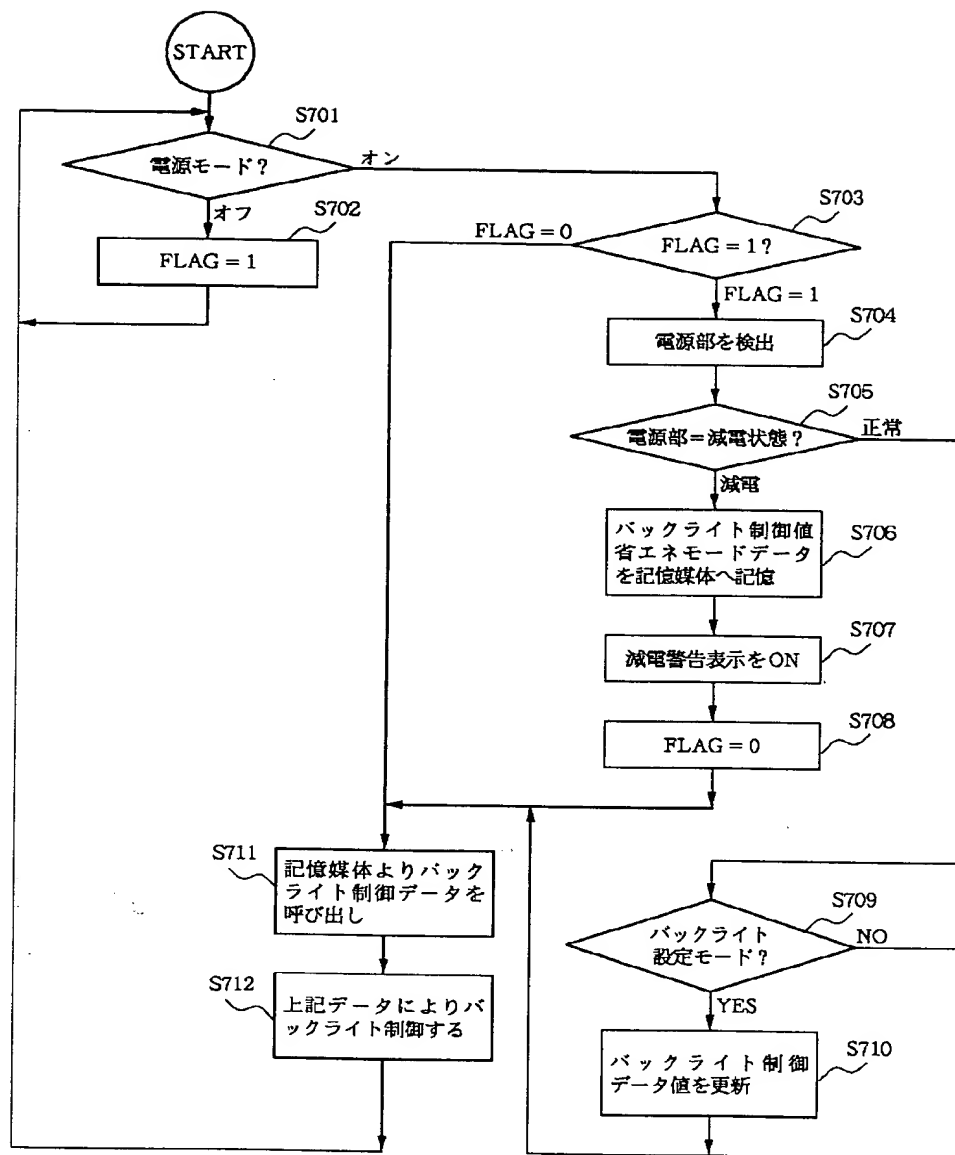 START
S701
電源モード?
オン
オフ
S702
FLAG = 1
S703
FLAG = 1?
FLAG = 0
FLAG = 1
S704
電源部を検出
S705
電源部=減電状態?
正常
減電
S706
バックライト制御値
省エネモードデータ
を記憶媒体へ記憶
S707
減電警告表示をON
S708
FLAG = 0
S711
記憶媒体よりバック
ライト制御データを
呼び出し
S709
バックライト
設定モード?
NO
YES
S712
上記データによりバ
ックライト制御する
S710
バックライト制御
データ値を更新